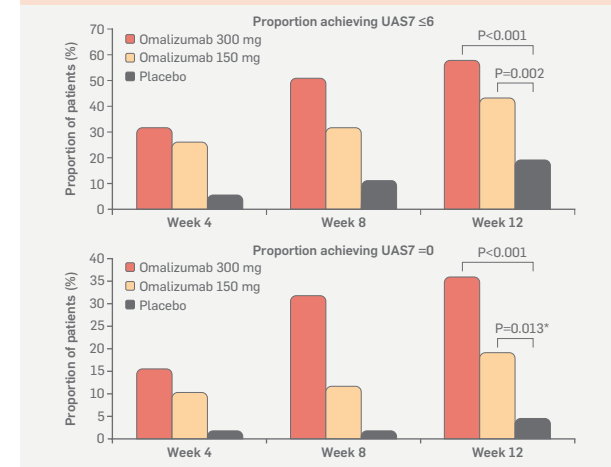 Proportion achieving UAS7 ≤6
Proportion of patients (%)
70
60
50
40
30
20
10
0
Omalizumab 300 mg
Omalizumab 150 mg
Placebo
P<0.001
P=0.002
Week 4 Week 8 Week 12
Proportion achieving UAS7 =0
Proportion of patients (%)
40
35
30
25
20
15
10
5
0
Omalizumab 300 mg
Omalizumab 150 mg
Placebo
P<0.001
P=0.013*
Week 4 Week 8 Week 12